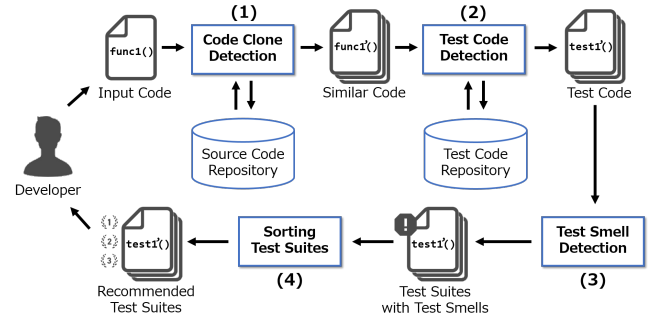 (1)
(2)
func1()
Code Clone
Detection
func1'()
Test Code
Detection
test1'()
Input Code
Similar Code
Test Code
Source Code
Repository
Test Code
Repository
Developer
1
2
3
test1'()
Sorting
Test Suites
!
test1'()
Test Smell
Detection
(4)
(3)
Recommended
Test Suites
Test Suites
with Test Smells